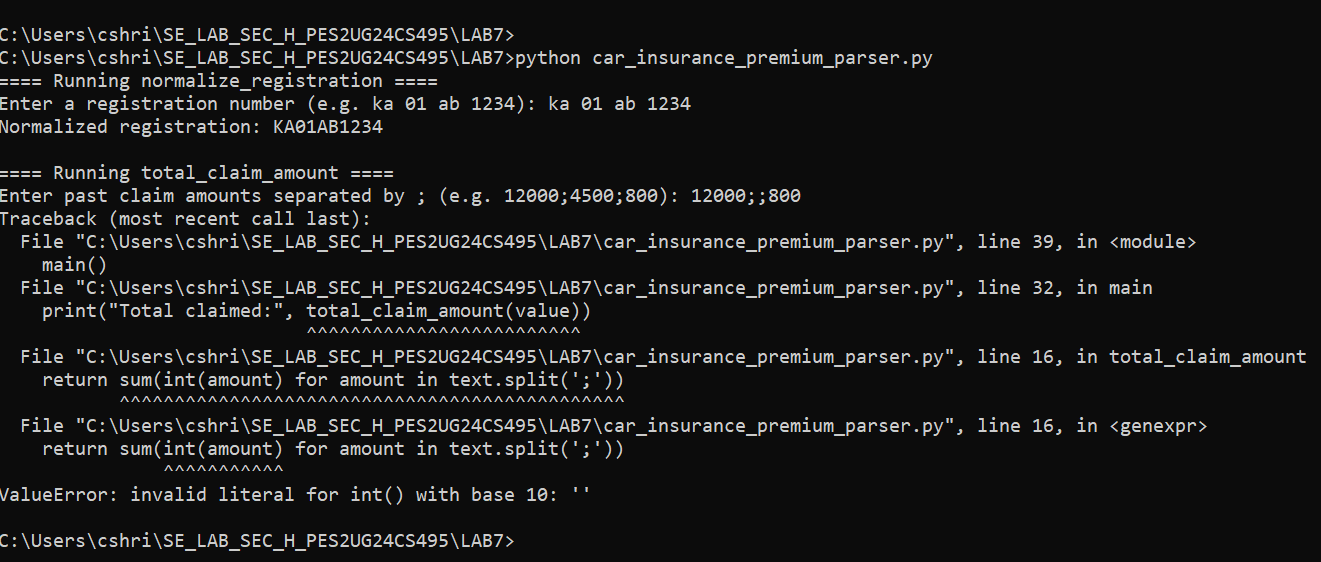 C:\Users\cshri\SE_LAB_SEC_H_PES2UG24CS495\LAB7>
C:\Users\cshri\SE_LAB_SEC_H_PES2UG24CS495\LAB7>python car_insurance_premium_parser.py
==== Running normalize_registration ====
Enter a registration number (e.g. ka 01 ab 1234): ka 01 ab 1234
Normalized registration: KA01AB1234
==== Running total_claim_amount ====
Enter past claim amounts separated by ; (e.g. 12000;4500;800): 12000;;800
Traceback (most recent call last):
  File "C:\Users\cshri\SE_LAB_SEC_H_PES2UG24CS495\LAB7\car_insurance_premium_parser.py", line 39, in <module>
    main()
  File "C:\Users\cshri\SE_LAB_SEC_H_PES2UG24CS495\LAB7\car_insurance_premium_parser.py", line 32, in main
    print("Total claimed:", total_claim_amount(value))
                            ^^^^^^^^^^^^^^^^^^^^^^^^^
  File "C:\Users\cshri\SE_LAB_SEC_H_PES2UG24CS495\LAB7\car_insurance_premium_parser.py", line 16, in total_claim_amount
    return sum(int(amount) for amount in text.split(';'))
           ^^^^^^^^^^^^^^^^^^^^^^^^^^^^^^^^^^^^^^^^^^^^^^
  File "C:\Users\cshri\SE_LAB_SEC_H_PES2UG24CS495\LAB7\car_insurance_premium_parser.py", line 16, in <genexpr>
    return sum(int(amount) for amount in text.split(';'))
               ^^^^^^^^^^^
ValueError: invalid literal for int() with base 10: ''
C:\Users\cshri\SE_LAB_SEC_H_PES2UG24CS495\LAB7>